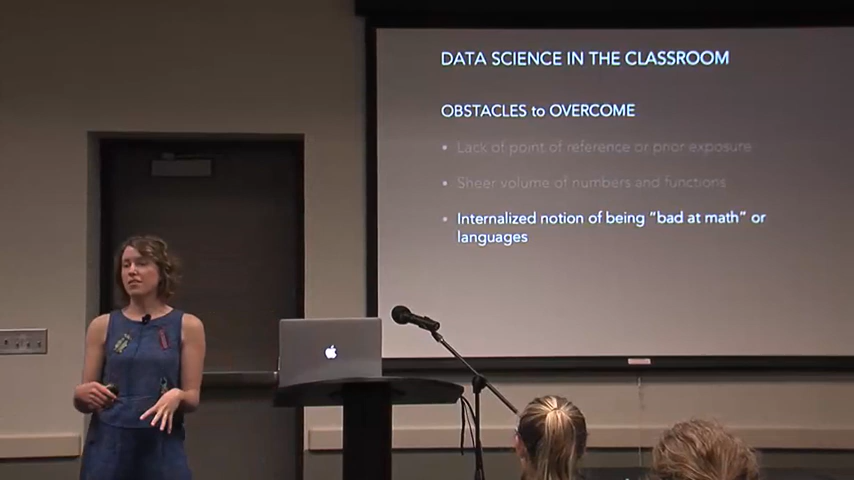 DATA SCIENCE IN THE CLASSROOM
OBSTACLES to OVERCOME
Lack of point of reference or prior exposure
Sheer volume of numbers and functions
Internalized notion of being "bad at math" or
languages